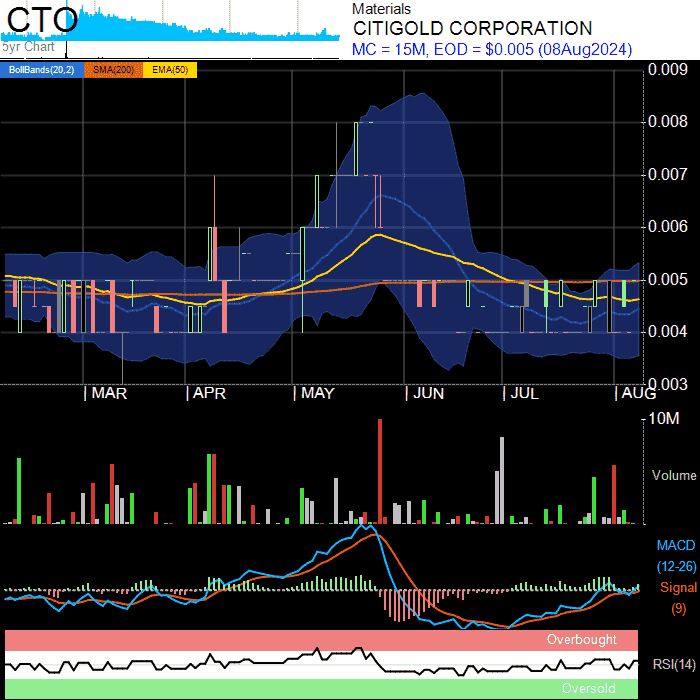 CTO
5yr Chart
Materials
CITIGOLD CORPORATION
MC = 15M, EOD = $0.005 (08Aug2024)
BollBands(20,2) SMA(200) EMA(50)
0.009
0.008
0.007
0.006
0.005
0.004
0.003
| MAR | APR | MAY | JUN | JUL | AUG
10M
Volume
MACD
(12-26)
Signal
(9)
Overbought
RSI(14)
Oversold